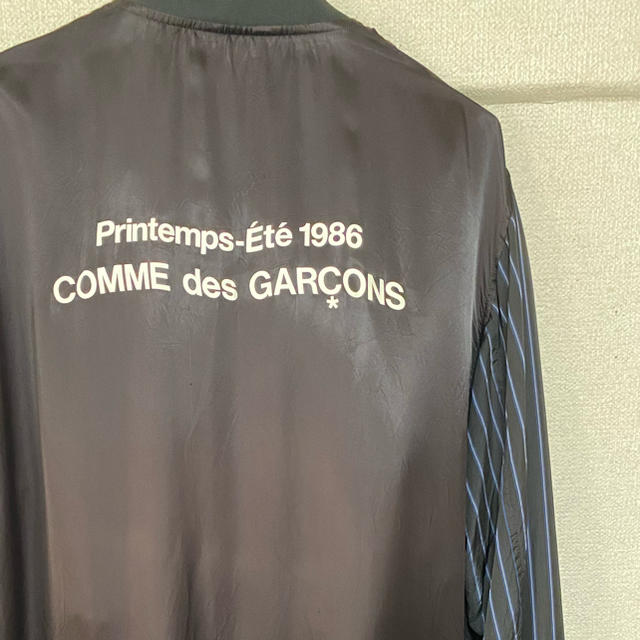 Printemps-Été 1986
COMME des GARÇONS
*